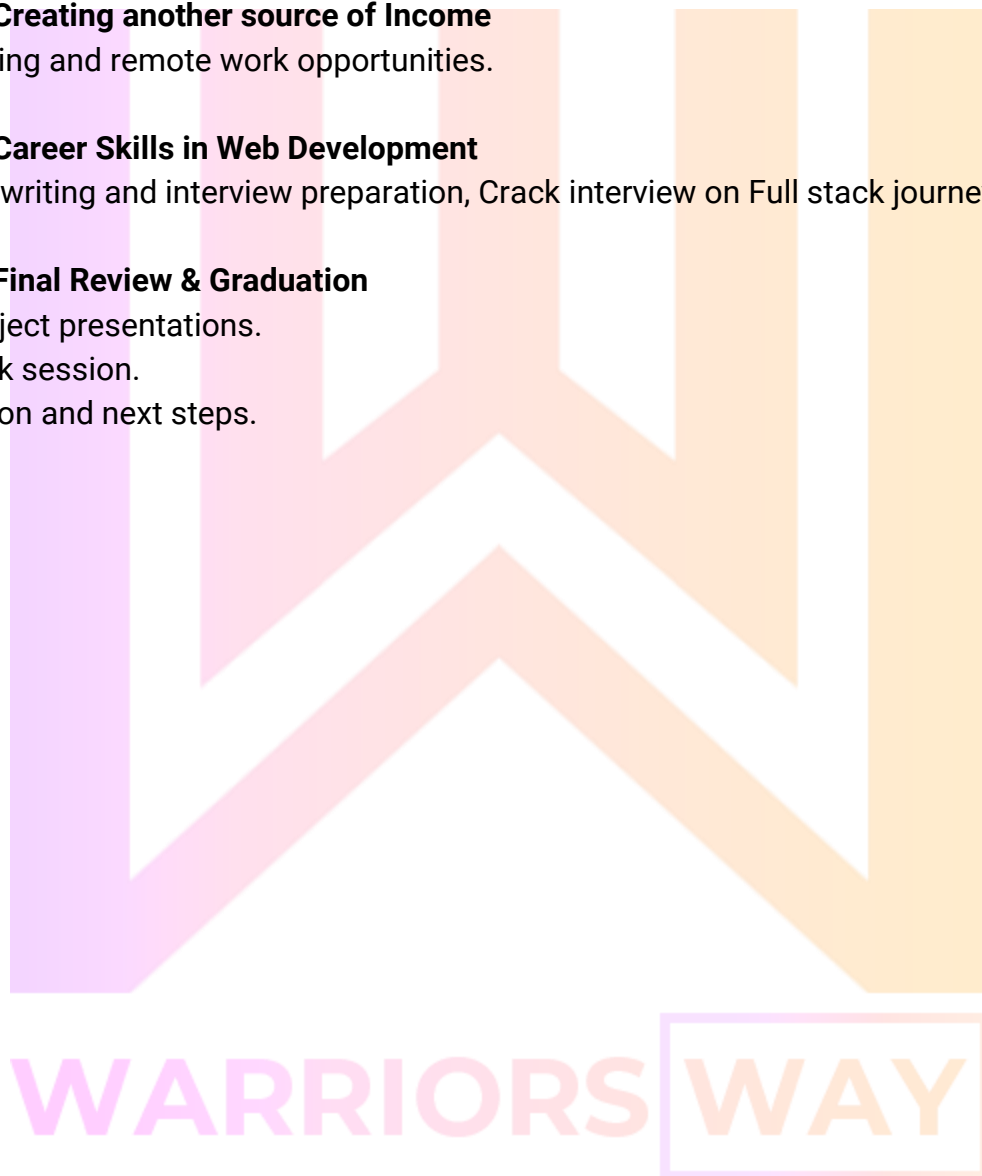 Creating another source of Income
ing and remote work opportunities.
Career Skills in Web Development
writing and interview preparation, Crack interview on Full stack journe
Final Review & Graduation
ject presentations.
k session.
on and next steps.
WARRIORS WAY